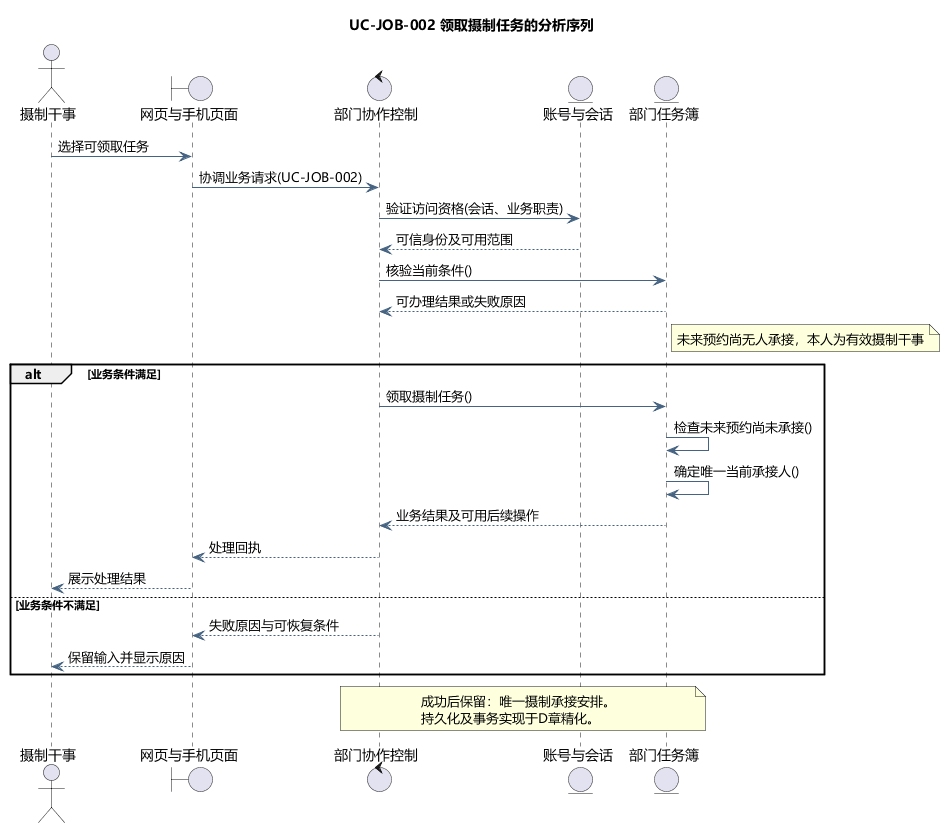 UC-JOB-002 领取摄制任务的分析序列
摄制干事
网页与手机页面
部门协作控制
账号与会话
部门任务簿
选择可领取任务
协调业务请求(UC-JOB-002)
验证访问资格(会话、业务职责)
可信身份及可用范围
核验当前条件()
可办理结果或失败原因
未来预约尚无人承接，本人为有效摄制干事
alt
[业务条件满足]
领取摄制任务()
检查未来预约尚未承接()
确定唯一当前承接人()
业务结果及可用后续操作
处理回执
展示处理结果
[业务条件不满足]
失败原因与可恢复条件
保留输入并显示原因
成功后保留：唯一摄制承接安排。
持久化及事务实现于D章精化。
摄制干事
网页与手机页面
部门协作控制
账号与会话
部门任务簿